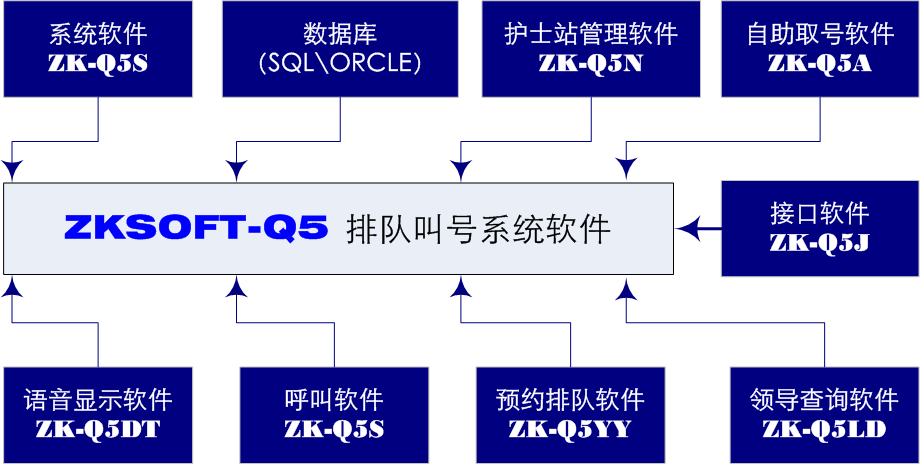 系统软件
ZK-Q5S
数据库
(SQL\ORCLE)
护士站管理软件
ZK-Q5N
自助取号软件
ZK-Q5A
ZKSOFT-Q5 排队叫号系统软件
接口软件
ZK-Q5J
语音显示软件
ZK-Q5DT
呼叫软件
ZK-Q5S
预约排队软件
ZK-Q5YY
领导查询软件
ZK-Q5LD